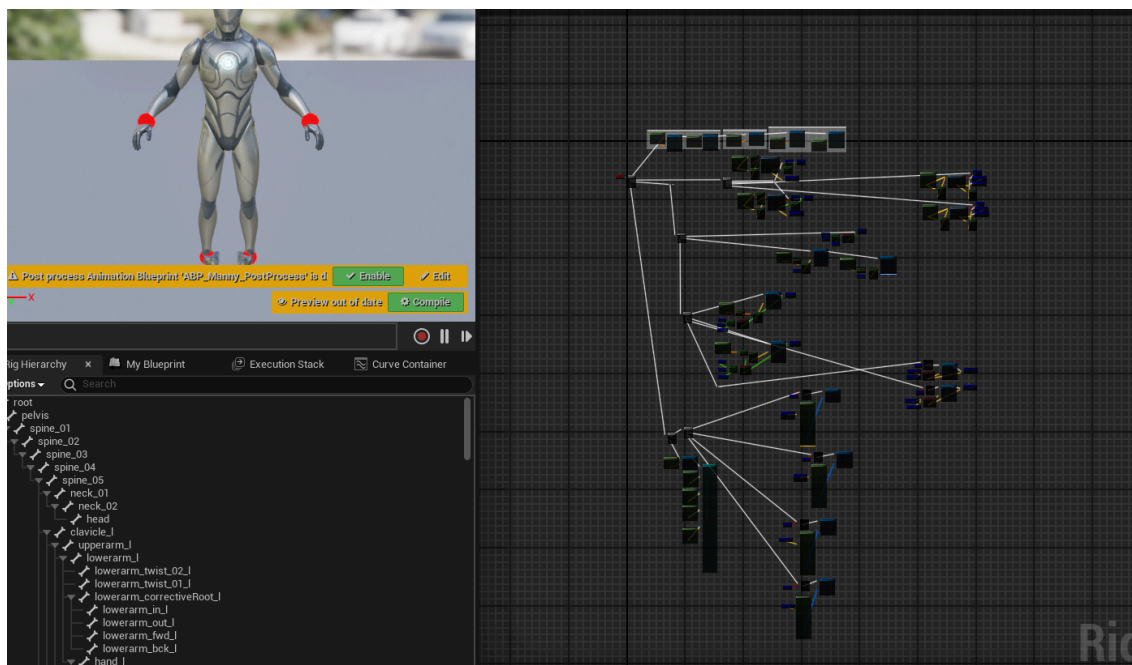 Post process Animation Blueprint 'ABP_Manny_PostProcess' is d Enable Edit
X
Preview out of date Compile
Rig Hierarchy × My Blueprint Execution Stack Curve Container
ptions Search
root
pelvis
spine_01
spine_02
spine_03
spine_04
spine_05
neck_01
neck_02
head
clavicle_l
upperarm_l
lowerarm_l
lowerarm_twist_02_l
lowerarm_twist_01_l
lowerarm_correctiveRoot_l
lowerarm_in_l
lowerarm_out_l
lowerarm_fwd_l
lowerarm_bck_l
hand_l
Rig